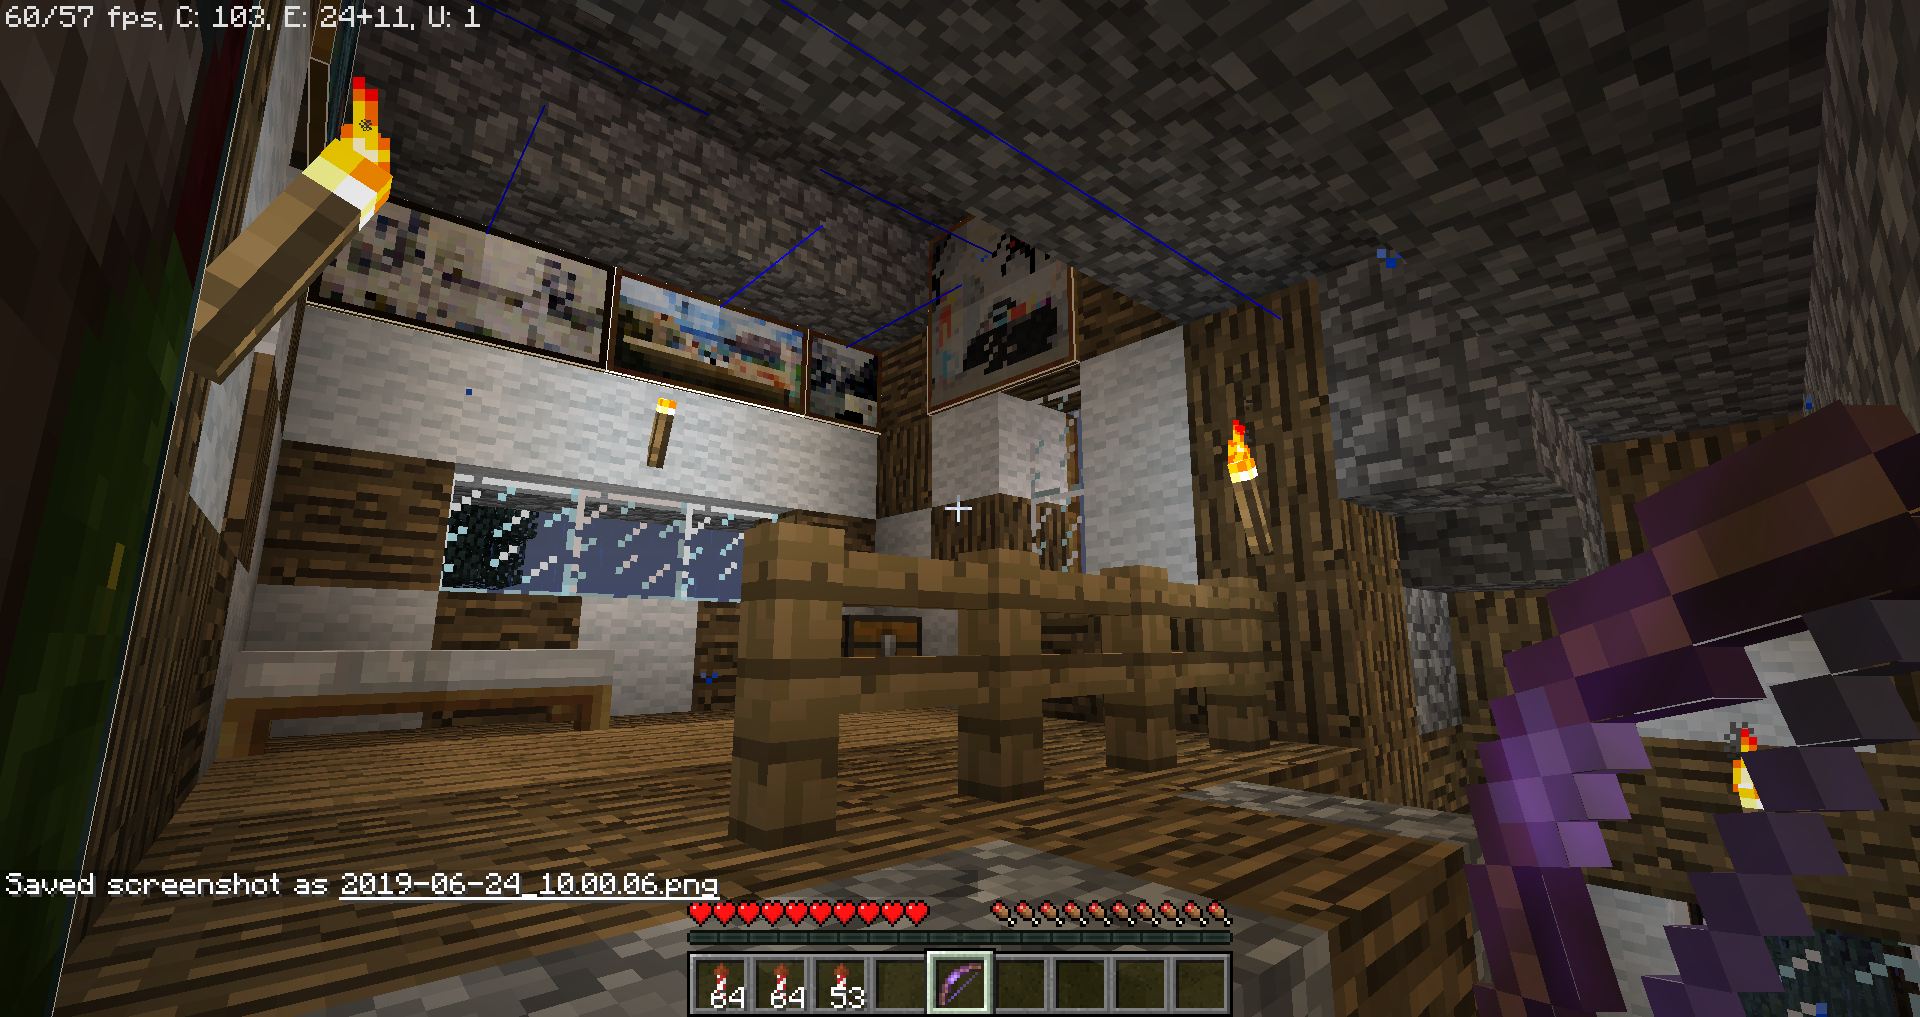 60/57 fps, C: 103, E: 24+11, U: 1
Saved screenshot as 2019-06-24_10.00.06.png
64 64 53